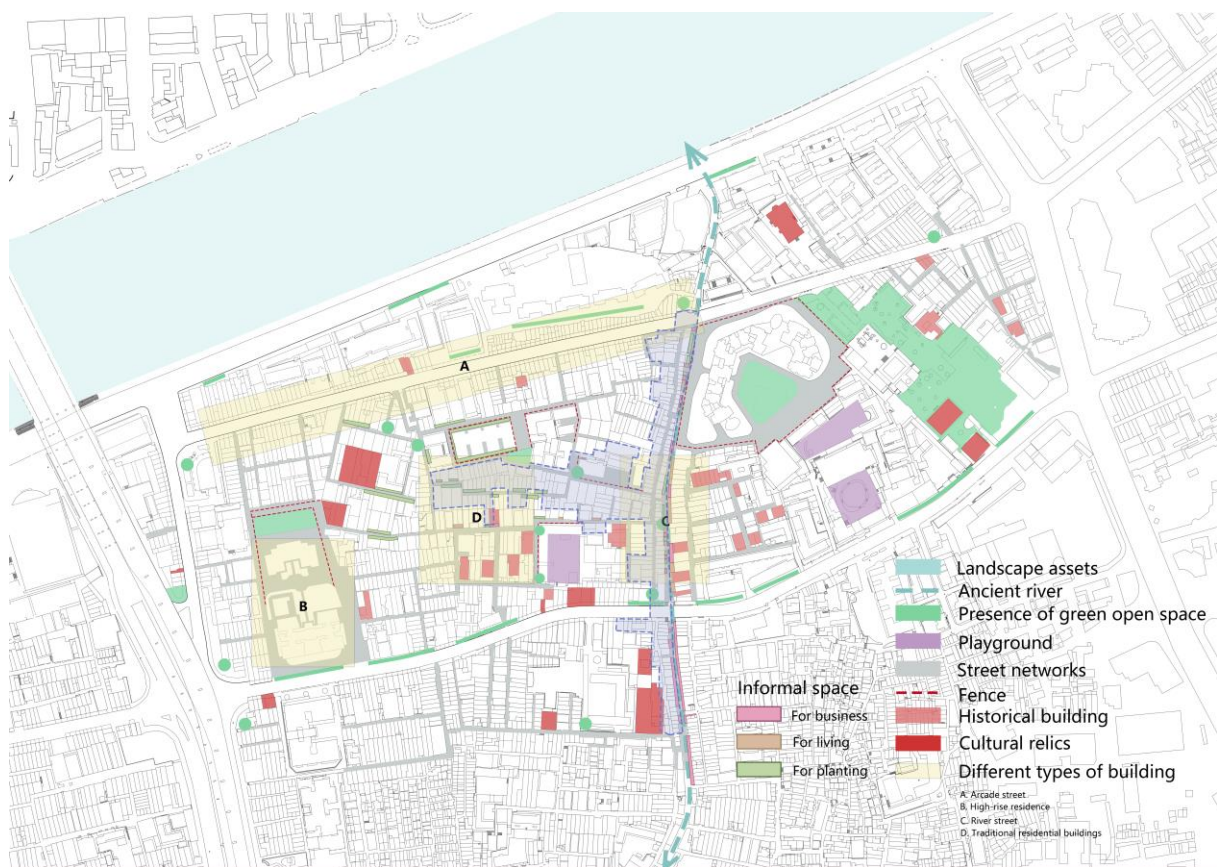 A
D
C
B
Landscape assets
Ancient river
Presence of green open space
Playground
Street networks
Fence
Historical building
Cultural relics
Different types of building
A. Arcade street
B. High-rise residence
C. River street
D. Traditional residential buildings
Informal space
For business
For living
For planting